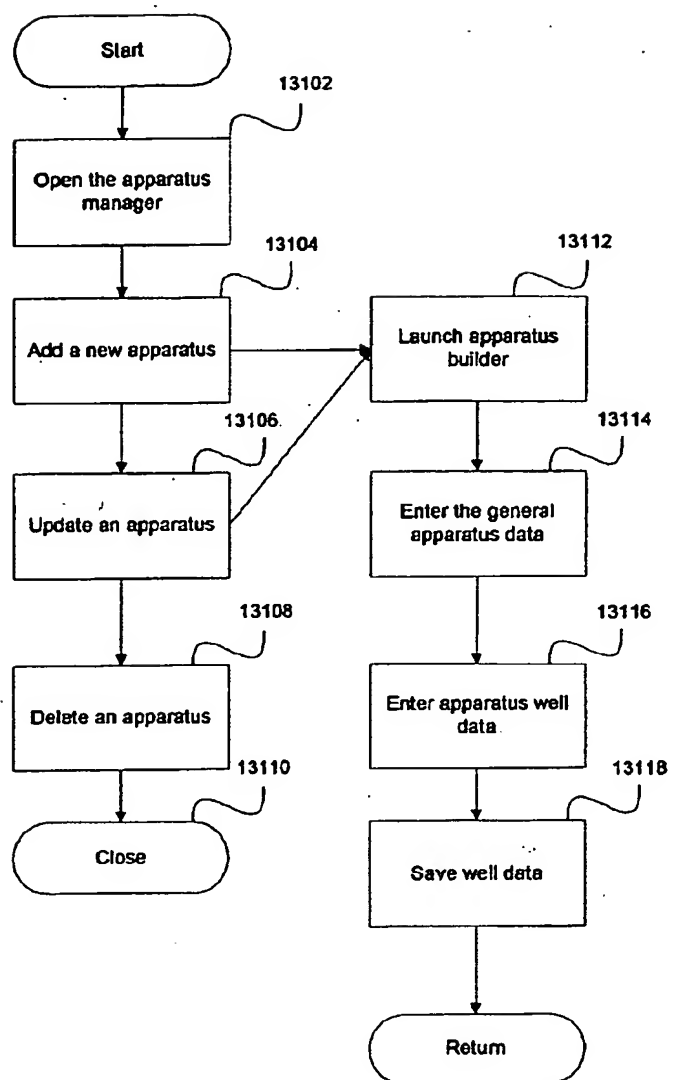 Start
13102
Open the apparatus
manager
13104
Add a new apparatus
13106
Update an apparatus
13108
Delete an apparatus
13110
Close
13112
Launch apparatus
builder
13114
Enter the general
apparatus data
13116
Enter apparatus well
data
13118
Save well data
Return